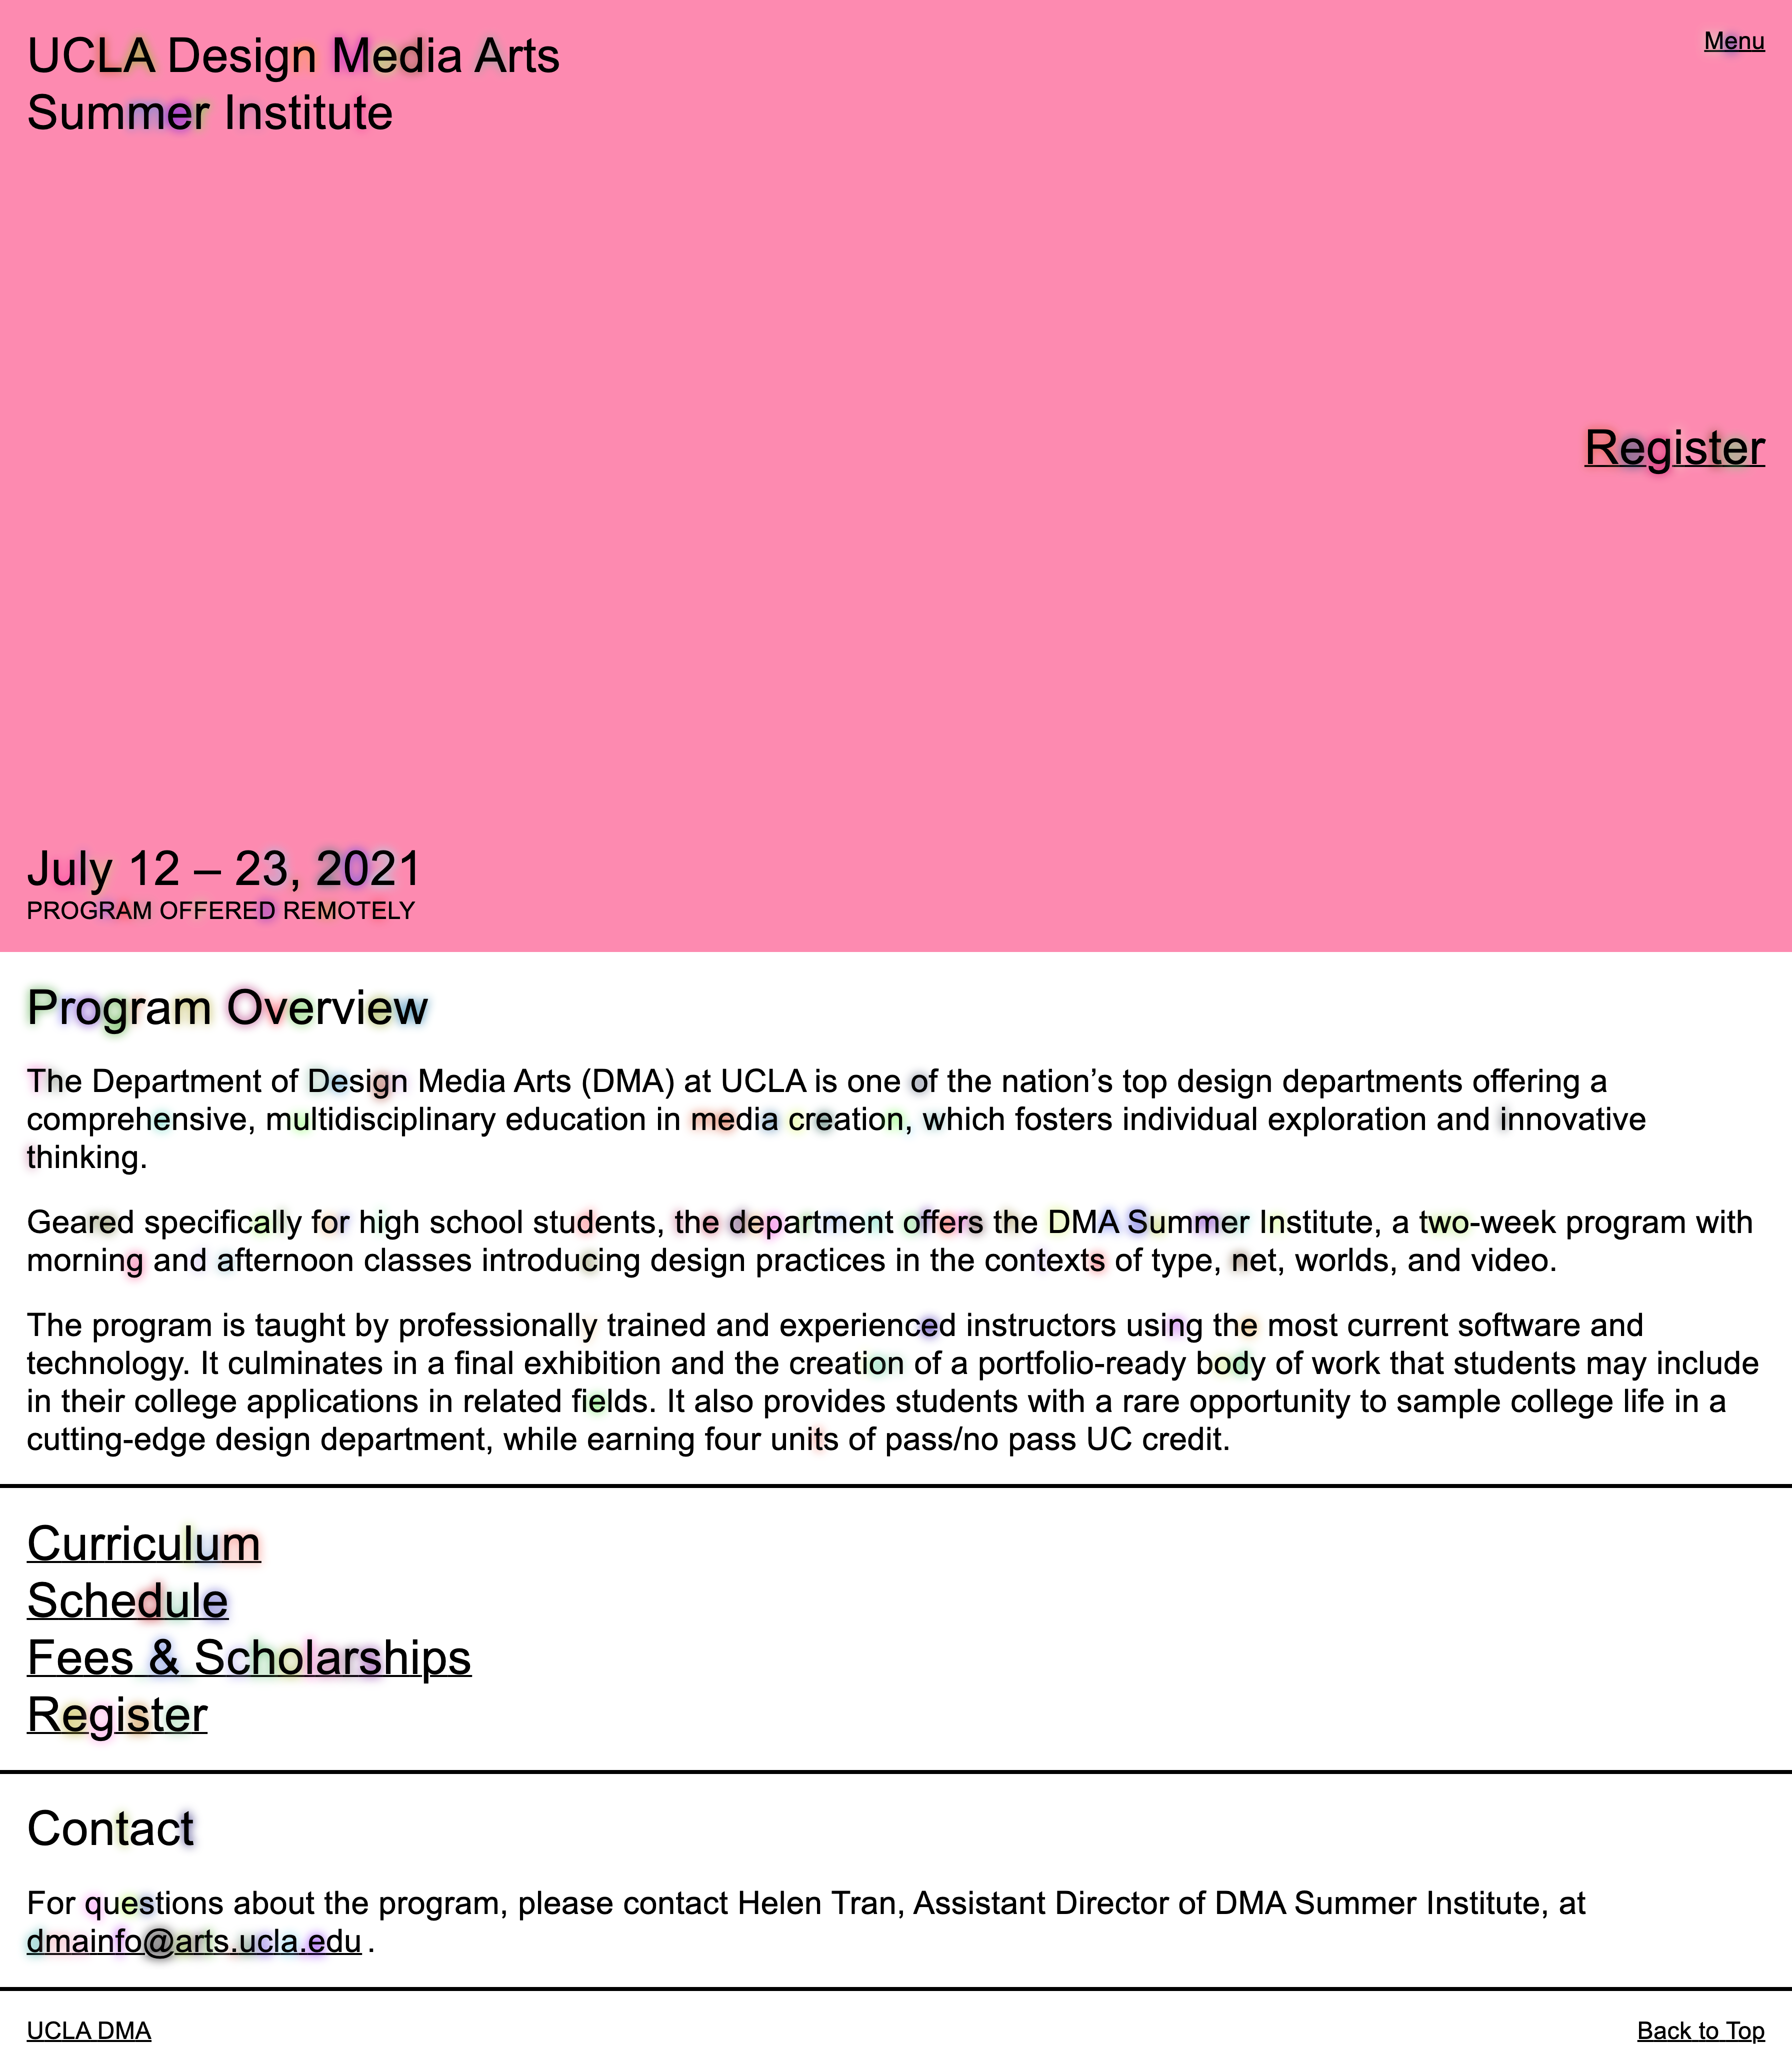 UCLA Design Media Arts
Summer Institute
Menu
Register
July 12 – 23, 2021
PROGRAM OFFERED REMOTELY
Program Overview
The Department of Design Media Arts (DMA) at UCLA is one of the nation’s top design departments offering a
comprehensive, multidisciplinary education in media creation, which fosters individual exploration and innovative
thinking.
Geared specifically for high school students, the department offers the DMA Summer Institute, a two-week program with
morning and afternoon classes introducing design practices in the contexts of type, net, worlds, and video.
The program is taught by professionally trained and experienced instructors using the most current software and
technology. It culminates in a final exhibition and the creation of a portfolio-ready body of work that students may include
in their college applications in related fields. It also provides students with a rare opportunity to sample college life in a
cutting-edge design department, while earning four units of pass/no pass UC credit.
Curriculum
Schedule
Fees & Scholarships
Register
Contact
For questions about the program, please contact Helen Tran, Assistant Director of DMA Summer Institute, at
dmainfo@arts.ucla.edu .
UCLA DMA
Back to Top